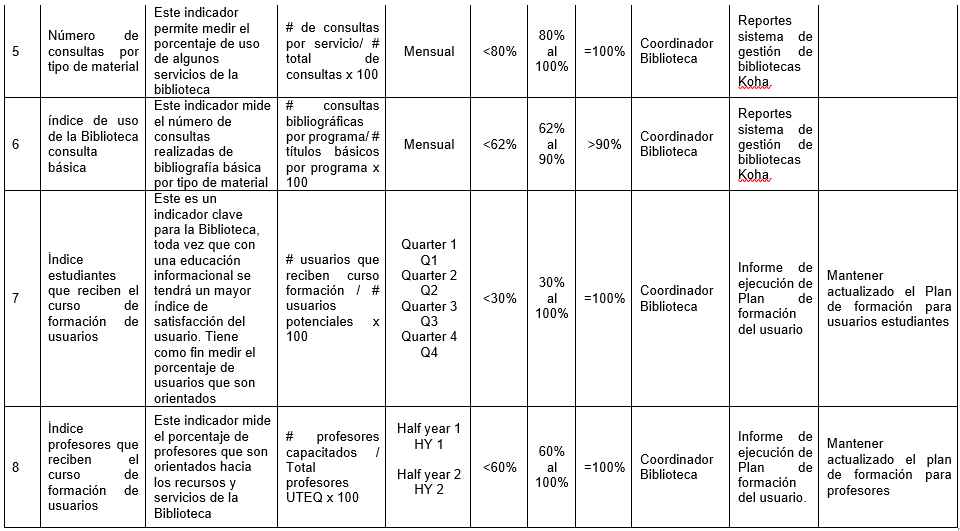 5
Número de
consultas por
tipo de material
Este indicador
permite medir el
porcentaje de uso
de algunos
servicios de la
biblioteca
# de consultas
por servicio/ #
total de
consultas x 100
Mensual
<80%
80%
al
100%
=100%
Coordinador
Biblioteca
Reportes
sistema de
gestión de
bibliotecas
Koha.
6
índice de uso
de la Biblioteca
consulta
básica
Este indicador mide
el número de
consultas
realizadas de
bibliografía básica
por tipo de material
# consultas
bibliográficas
por programa/ #
títulos básicos
por programa x
100
Mensual
<62%
62%
al
90%
>90%
Coordinador
Biblioteca
Reportes
sistema de
gestión de
bibliotecas
Koha.
7
Índice
estudiantes
que reciben el
curso de
formación de
usuarios
Este es un
indicador clave
para la Biblioteca,
toda vez que con
una educación
informacional se
tendrá un mayor
índice de
satisfacción del
usuario. Tiene
como fin medir el
porcentaje de
usuarios que son
orientados
# usuarios que
reciben curso
formación / #
usuarios
potenciales x
100
Quarter 1
Q1
Quarter 2
Q2
Quarter 3
Q3
Quarter 4
Q4
<30%
30%
al
100%
=100%
Coordinador
Biblioteca
Informe de
ejecución de
Plan de
formación
del usuario
Mantener
actualizado el Plan
de formación para
usuarios estudiantes
8
Índice
profesores que
reciben el
curso de
formación de
usuarios
Este indicador mide
el porcentaje de
profesores que son
orientados hacia
los recursos y
servicios de la
Biblioteca
# profesores
capacitados /
Total
profesores
UTEQ x 100
Half year 1
HY 1
Half year 2
HY 2
<60%
60%
al
100%
=100%
Coordinador
Biblioteca
Informe de
ejecución de
Plan de
formación
del usuario.
Mantener
actualizado el plan
de formación para
profesores